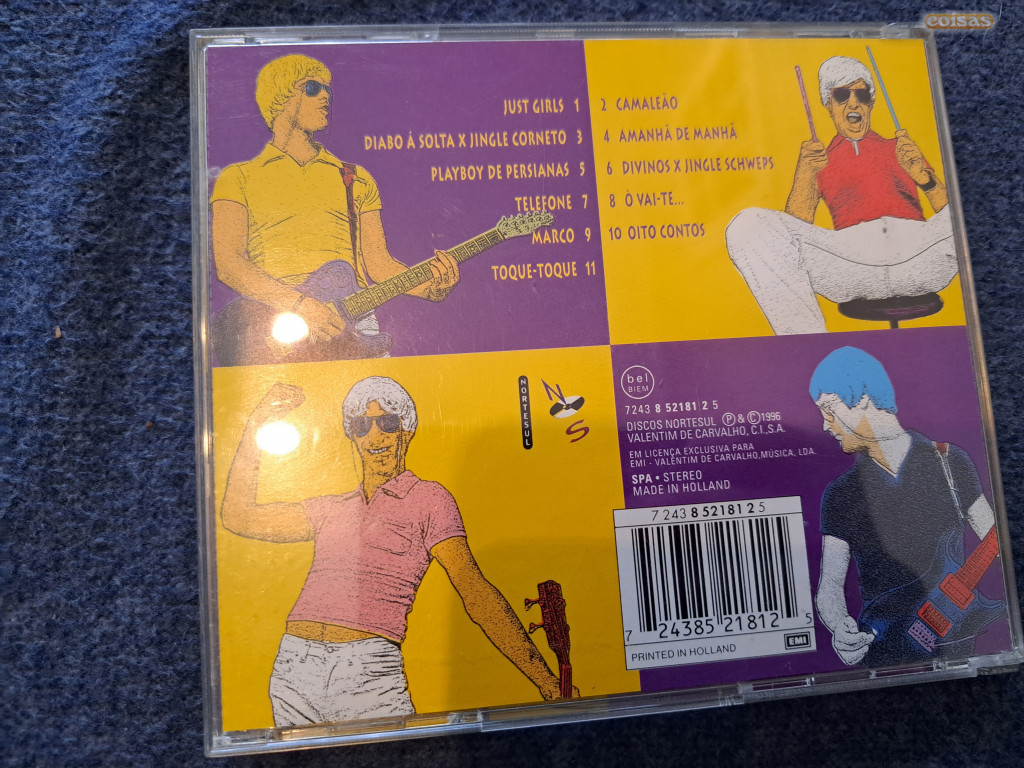 coisas
JUST GIRLS 1
2 CAMALEÃO
DIABO Á SOLTA X JINGLE CORNETO 3
4 AMANHÃ DE MANHÃ
PLAYBOY DE PERSIANAS 5
6 DIVINOS X JINGLE SCHWEPS
TELEFONE 7
8 Ò VAI-TE...
MARCO 9
10 OITO CONTOS
TOQUE-TOQUE 11
NORTESUL
N
S
bel
BIEM
7243 8 52181 2 5
DISCOS NORTESUL Ⓟ & © 1996
VALENTIM DE CARVALHO, C.I.,S.A.
EM LICENÇA EXCLUSIVA PARA
EMI - VALENTIM DE CARVALHO, MÚSICA, LDA.
SPA • STEREO
MADE IN HOLLAND
7 243 8 52181 2 5
7 24385 21812 5
PRINTED IN HOLLAND
EMI